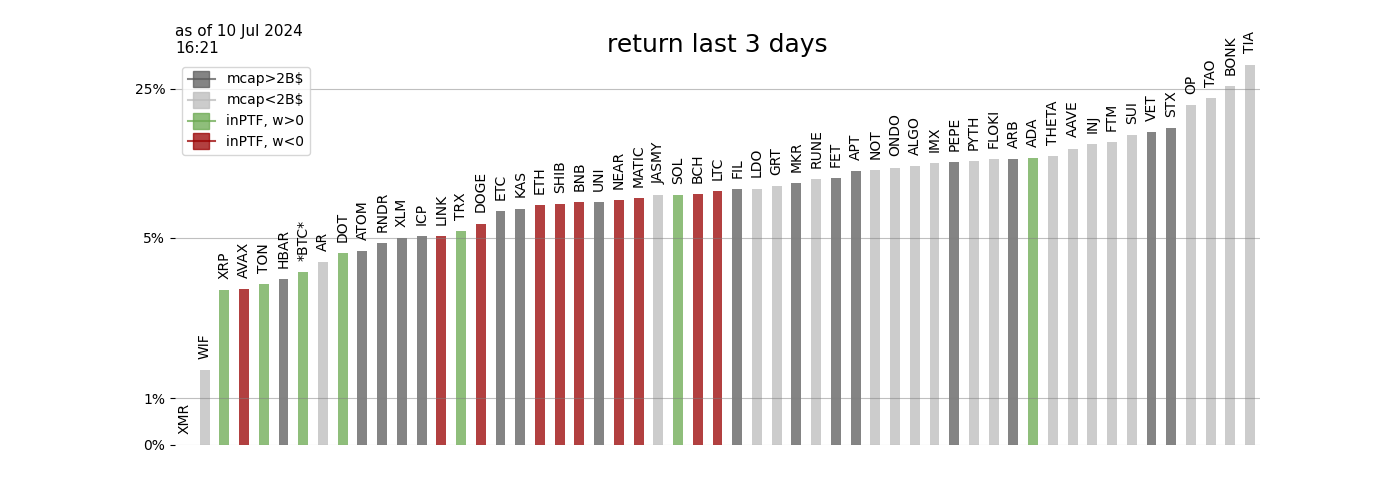 as of 10 Jul 2024
16:21
return last 3 days
mcap>2B$
mcap<2B$
inPTF, w>0
inPTF, w<0
25%
5%
1%
0%
XMR
WIF
XRP
AVAX
TON
HBAR
*BTC*
AR
DOT
ATOM
RNDR
XLM
ICP
LINK
TRX
DOGE
ETC
KAS
ETH
SHIB
BNB
UNI
NEAR
MATIC
JASMY
SOL
BCH
LTC
FIL
LDO
GRT
MKR
RUNE
FET
APT
NOT
ONDO
ALGO
IMX
PEPE
PYTH
FLOKI
ARB
ADA
THETA
AAVE
INJ
FTM
SUI
VET
STX
OP
TAO
BONK
TIA